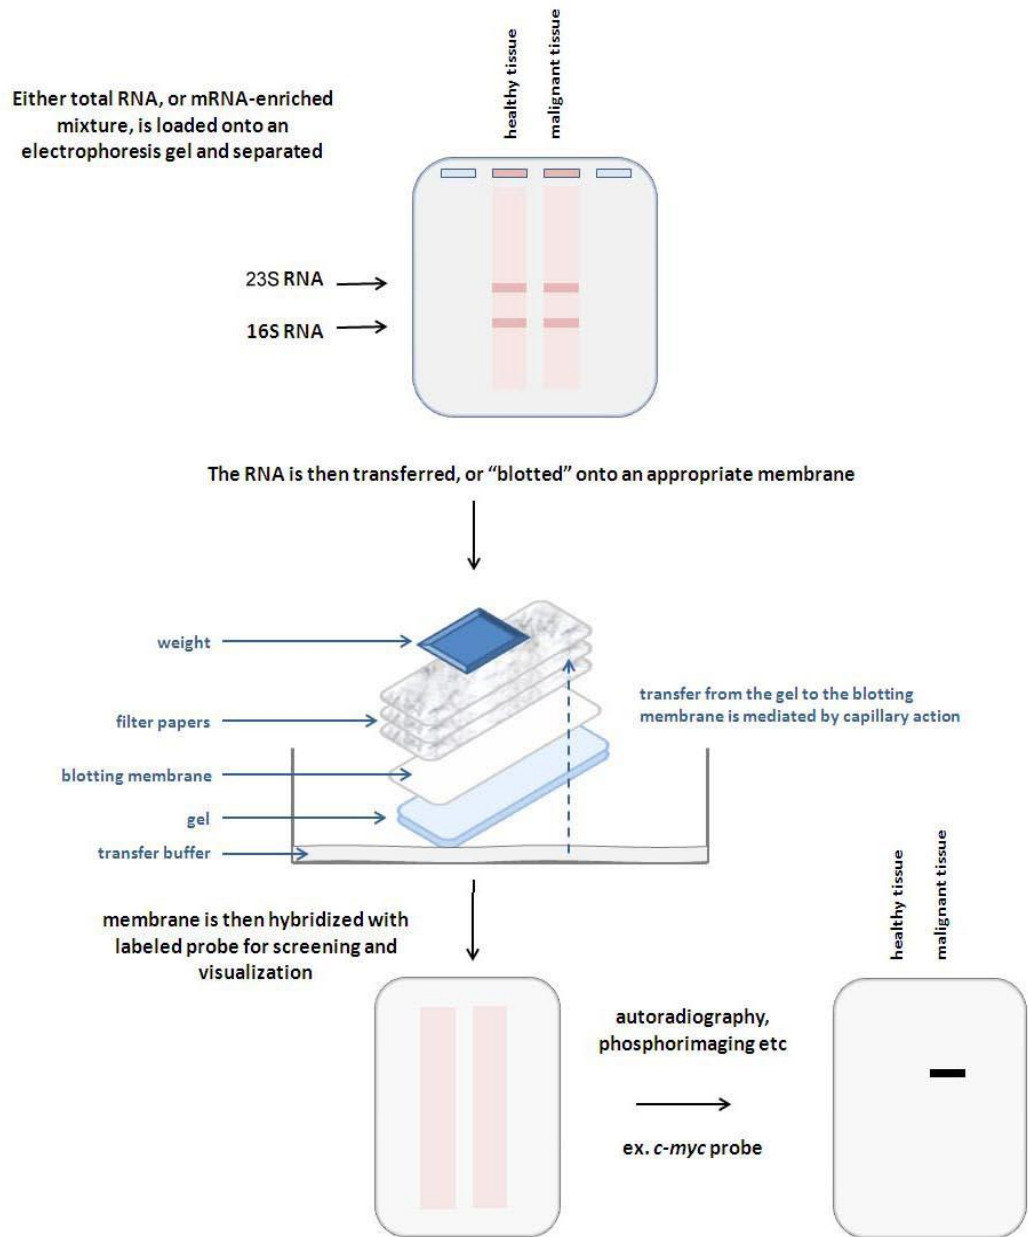 healthy tissue
malignant tissue
Either total RNA, or mRNA-enriched
mixture, is loaded onto an
electrophoresis gel and separated
23S RNA
16S RNA
The RNA is then transferred, or “blotted” onto an appropriate membrane
weight
filter papers
blotting membrane
gel
transfer buffer
transfer from the gel to the blotting
membrane is mediated by capillary action
membrane is then hybridized with
labeled probe for screening and
visualization
autoradiography,
phosphorimaging etc
ex. c-myc probe
healthy tissue
malignant tissue